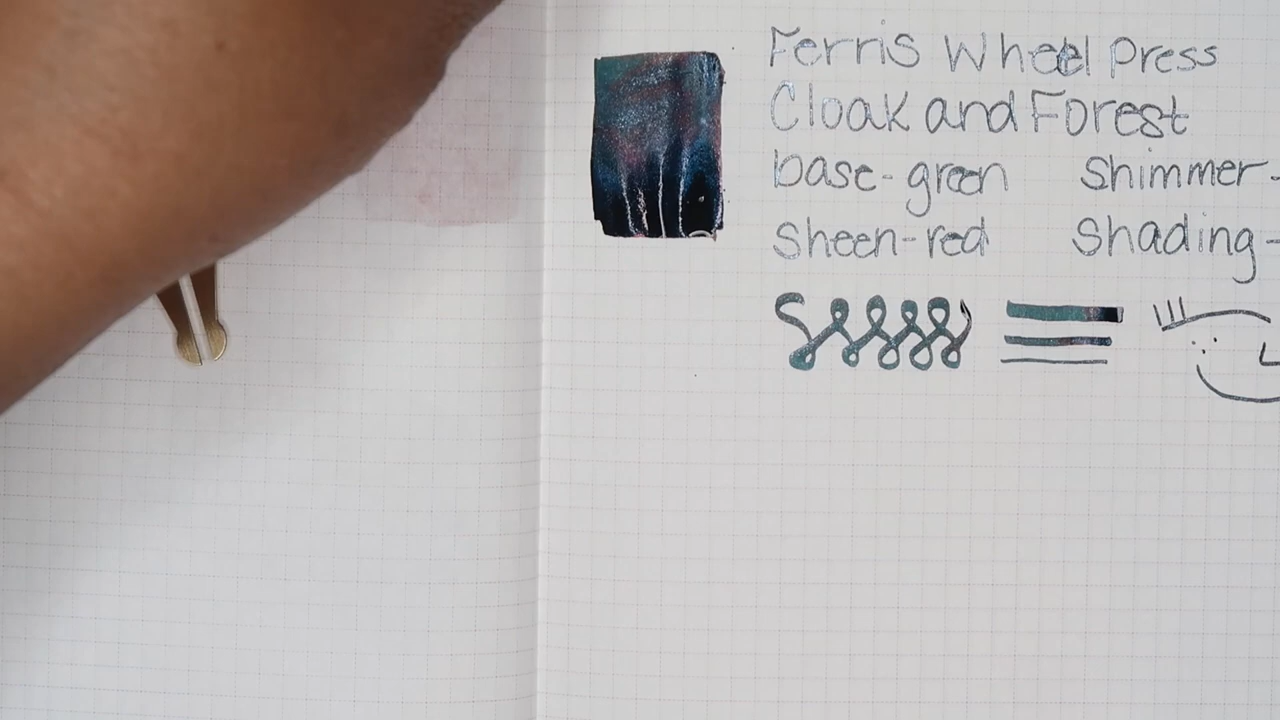 Ferris Wheel Press
Cloak and Forest
base-green shimmer-
sheen-red shading-